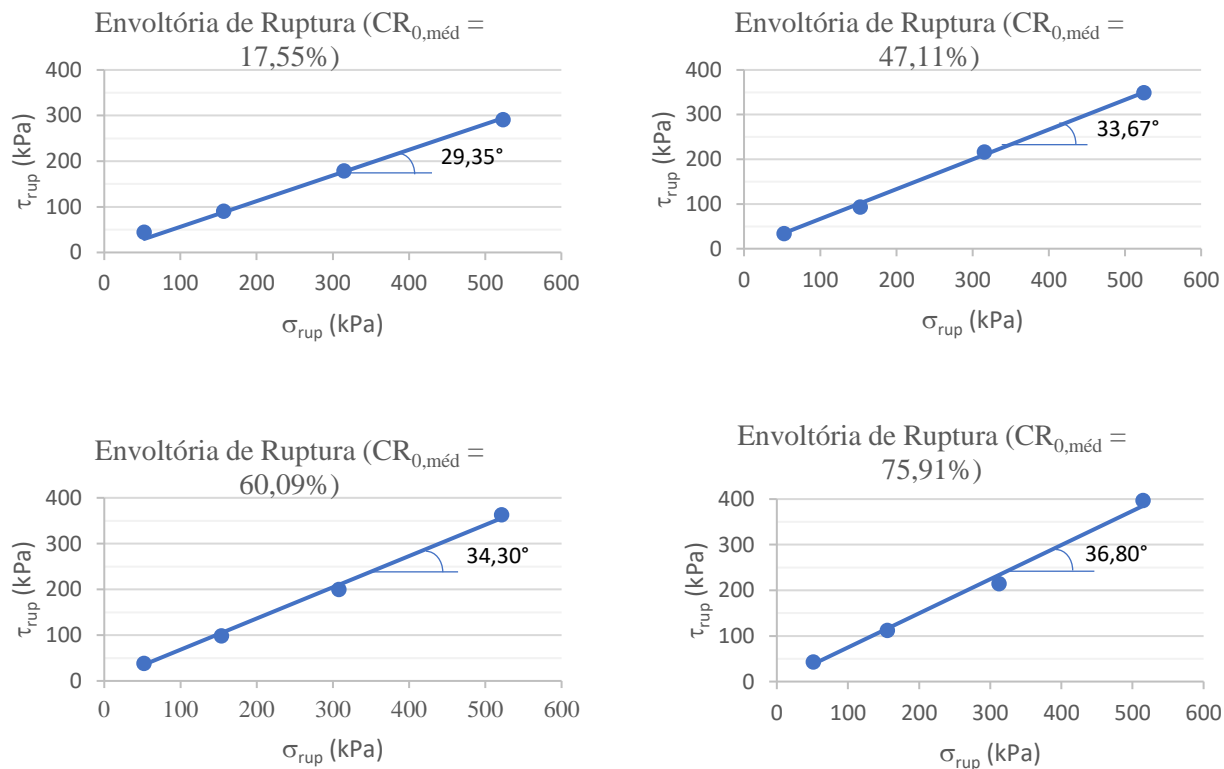 Envoltória de Ruptura (CR0,méd =
17,55%)
400
300
200
100
0
τrup (kPa)
29,35°
0 100 200 300 400 500 600
σrup (kPa)
Envoltória de Ruptura (CR0,méd =
47,11%)
400
300
200
100
0
τrup (kPa)
33,67°
0 100 200 300 400 500 600
σrup (kPa)
Envoltória de Ruptura (CR0,méd =
60,09%)
400
300
200
100
0
τrup (kPa)
34,30°
0 100 200 300 400 500 600
σrup (kPa)
Envoltória de Ruptura (CR0,méd =
75,91%)
400
300
200
100
0
τrup (kPa)
36,80°
0 100 200 300 400 500 600
σrup (kPa)